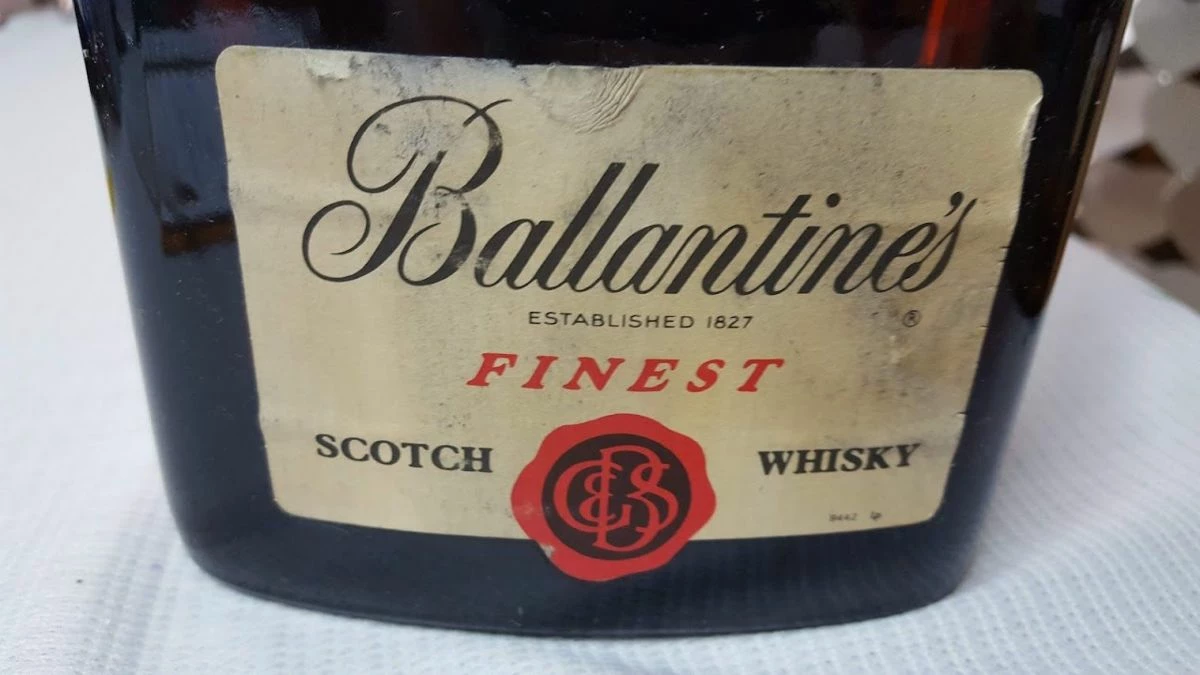 Ballantine's
ESTABLISHED 1827 ®
FINEST
SCOTCH WHISKY